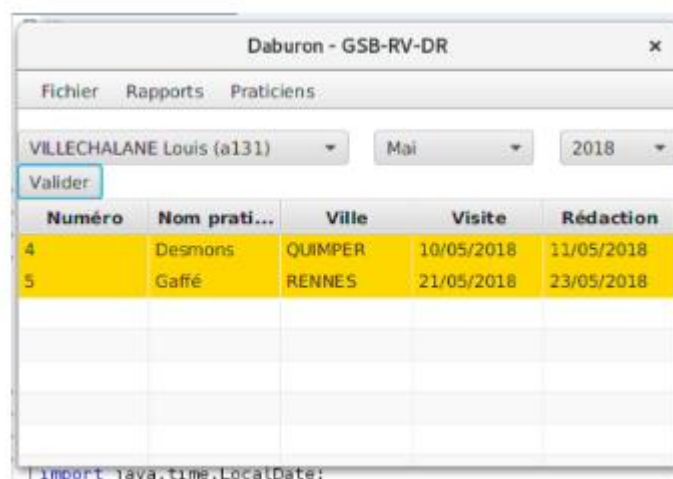 Daburon - GSB-RV-DR ×
Fichier Rapports Praticiens
VILLECHALANE Louis (a131) Mai 2018
Valider
Numéro Nom prati... Ville Visite Rédaction
4 Desmons QUIMPER 10/05/2018 11/05/2018
5 Gaffé RENNES 21/05/2018 23/05/2018
import java.time.LocalDate;